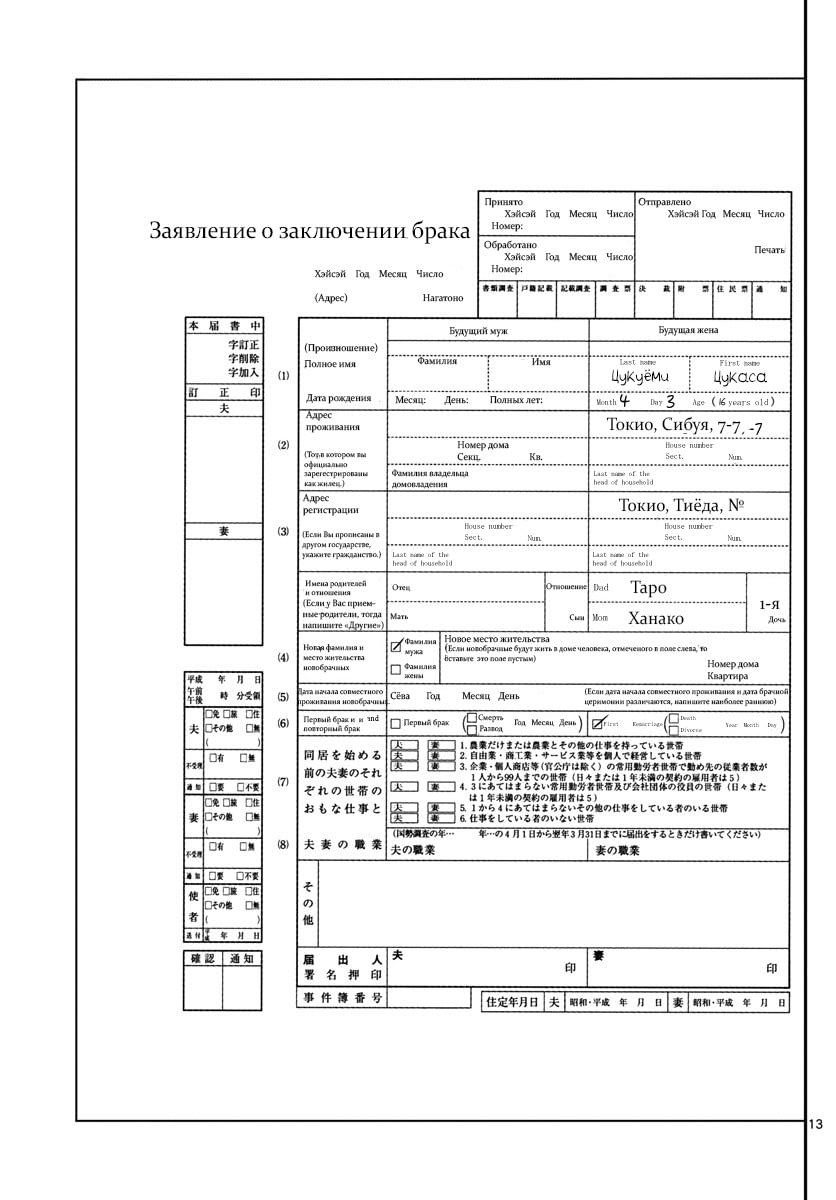 Принято
Хэйсэй Год Месяц Число
Номер:
Отправлено
Хэйсэй Год Месяц Число
Печать
Обработано
Хэйсэй Год Месяц Число
Номер:
Заявление о заключении брака
Хэйсэй Год Месяц Число
(Адрес) Нагатоно
書類調査 戸籍記載 記載調査 調査票 決裁 附票 住民票 通知
本届書中
字訂正
字削除
字加入
訂正印
夫
妻
Будущий муж Будущая жена
(1)
(Произношение)
Полное имя
Фамилия Имя
Last name First name
Цукуёми Цукаса
Дата рождения
Месяц: День: Полных лет:
Month 4 Day 3 Age (16 years old)
(2)
Адрес
проживания
(Тот,в котором вы
официально
зарегестрированы
как жилец.)
Токио, Сибуя, 7-7, -7
Номер дома
Секц. Кв.
House number
Sect. Num.
Фамилия владельца
домовладения
Last name of the
head of household
(3)
Адрес
регистрации
(Если Вы прописаны в
другом государстве,
укажите гражданство.)
Токио, Тиёда, №
House number
Sect. Num.
House number
Sect. Num.
Last name of the
head of household
Last name of the
head of household
Имена родителей
и отношения
(Если у Вас прием-
ные родители, тогда
напишите «Другие»)
Отец
Мать
Отношение
Сын
Dad Таро
Mom Ханако
1-я
Дочь
(4)
Новая фамилия и
место жительства
новобрачных
Фамилия
мужа
Фамилия
жены
Новое место жительства
(Если новобрачные будут жить в доме человека, отмеченного в поле слева, то
оставьте это поле пустым)
Номер дома
Квартира
(5)
Дата начала совместного
проживания новобрачных
Сёва Год Месяц День
(Если дата начала совместного проживания и дата брачной
церимонии различаются, напишите наиболее раннюю)
(6)
Первый брак и и 2nd
повторный брак
Первый брак
(Смерть
Развод Год Месяц День)
First Remarriage
(Death
Divorce Year Month Day)
(7)
同居を始める
前の夫妻のそれ
ぞれの世帯の
おもな仕事と
夫 妻 1. 農業だけまたは農業とその他の仕事を持っている世帯
夫 妻 2. 自由業・商工業・サービス業等を個人で経営している世帯
夫 妻 3. 企業・個人商店等(官公庁は除く)の常用勤労者世帯で勤め先の従業者数が
1人から99人までの世帯(日々または1年未満の契約の雇用者は5)
夫 妻 4. 3にあてはまらない常用勤労者世帯及び会社団体の役員の世帯(日々また
は1年未満の契約の雇用者は5)
夫 妻 5. 1から4にあてはまらないその他の仕事をしている者のいる世帯
夫 妻 6. 仕事をしている者のいない世帯
(8)
夫妻の職業
(国勢調査の年… 年…の4月1日から翌年3月31日までに届出をするときだけ書いてください)
夫の職業 妻の職業
その他
届出人
署名押印
夫 印
妻 印
事件簿番号
住定年月日 夫 昭和・平成 年 月 日 妻 昭和・平成 年 月 日
平成 年 月 日
午前
午後 時 分受領
夫
□免 □旅 □住
□その他 □無
( )
不受理 □有 □無
通知 □要 □不要
妻
□免 □旅 □住
□その他 □無
( )
不受理 □有 □無
通知 □要 □不要
使者
□免 □旅 □住
□その他 □無
( )
送付 平成 年 月 日
確認 通知
13